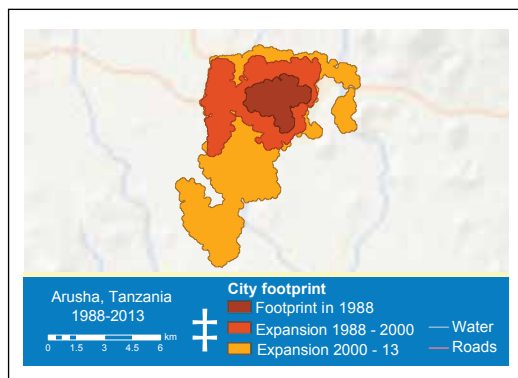 Arusha, Tanzania
1988-2013
km
0 1.5 3 4.5 6
City footprint
Footprint in 1988
Expansion 1988 - 2000
Expansion 2000 - 13
Water
Roads